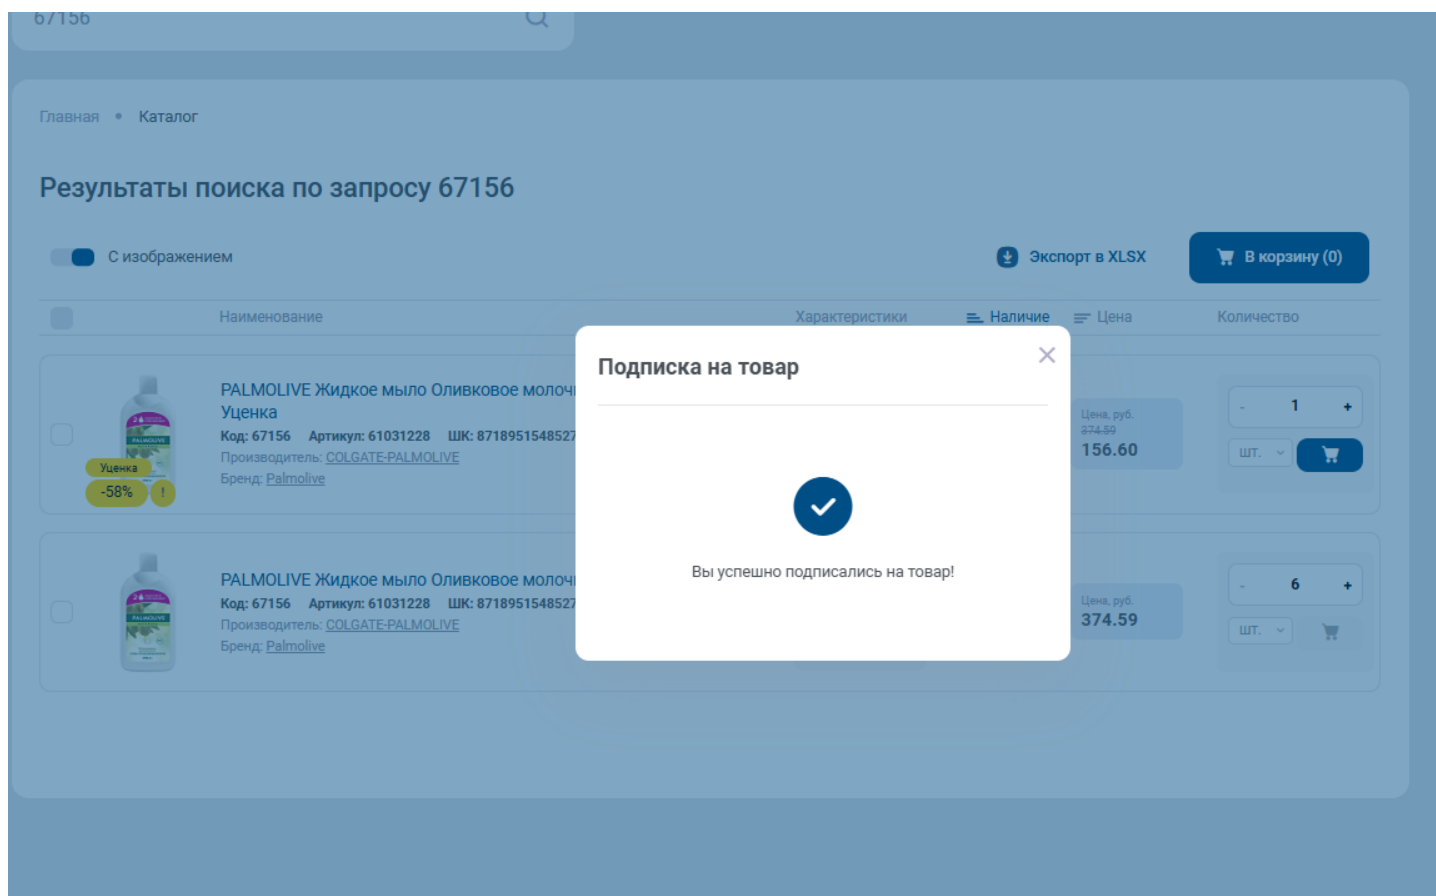 67156
Главная • Каталог
Результаты поиска по запросу 67156
С изображением
Экспорт в XLSX
В корзину (0)
Наименование
Характеристики
Наличие
Цена
Количество
PALMOLIVE Жидкое мыло Оливковое молоч
Уценка
Код: 67156 Артикул: 61031228 ШК: 8718951548527
Производитель: COLGATE-PALMOLIVE
Бренд: Palmolive
PALMOLIVE
Уценка
-58% !
Цена, руб.
374.59
156.60
- 1 +
шт.
PALMOLIVE Жидкое мыло Оливковое молоч
Код: 67156 Артикул: 61031228 ШК: 8718951548527
Производитель: COLGATE-PALMOLIVE
Бренд: Palmolive
PALMOLIVE
Цена, руб.
374.59
- 6 +
шт.
Подписка на товар
Вы успешно подписались на товар!